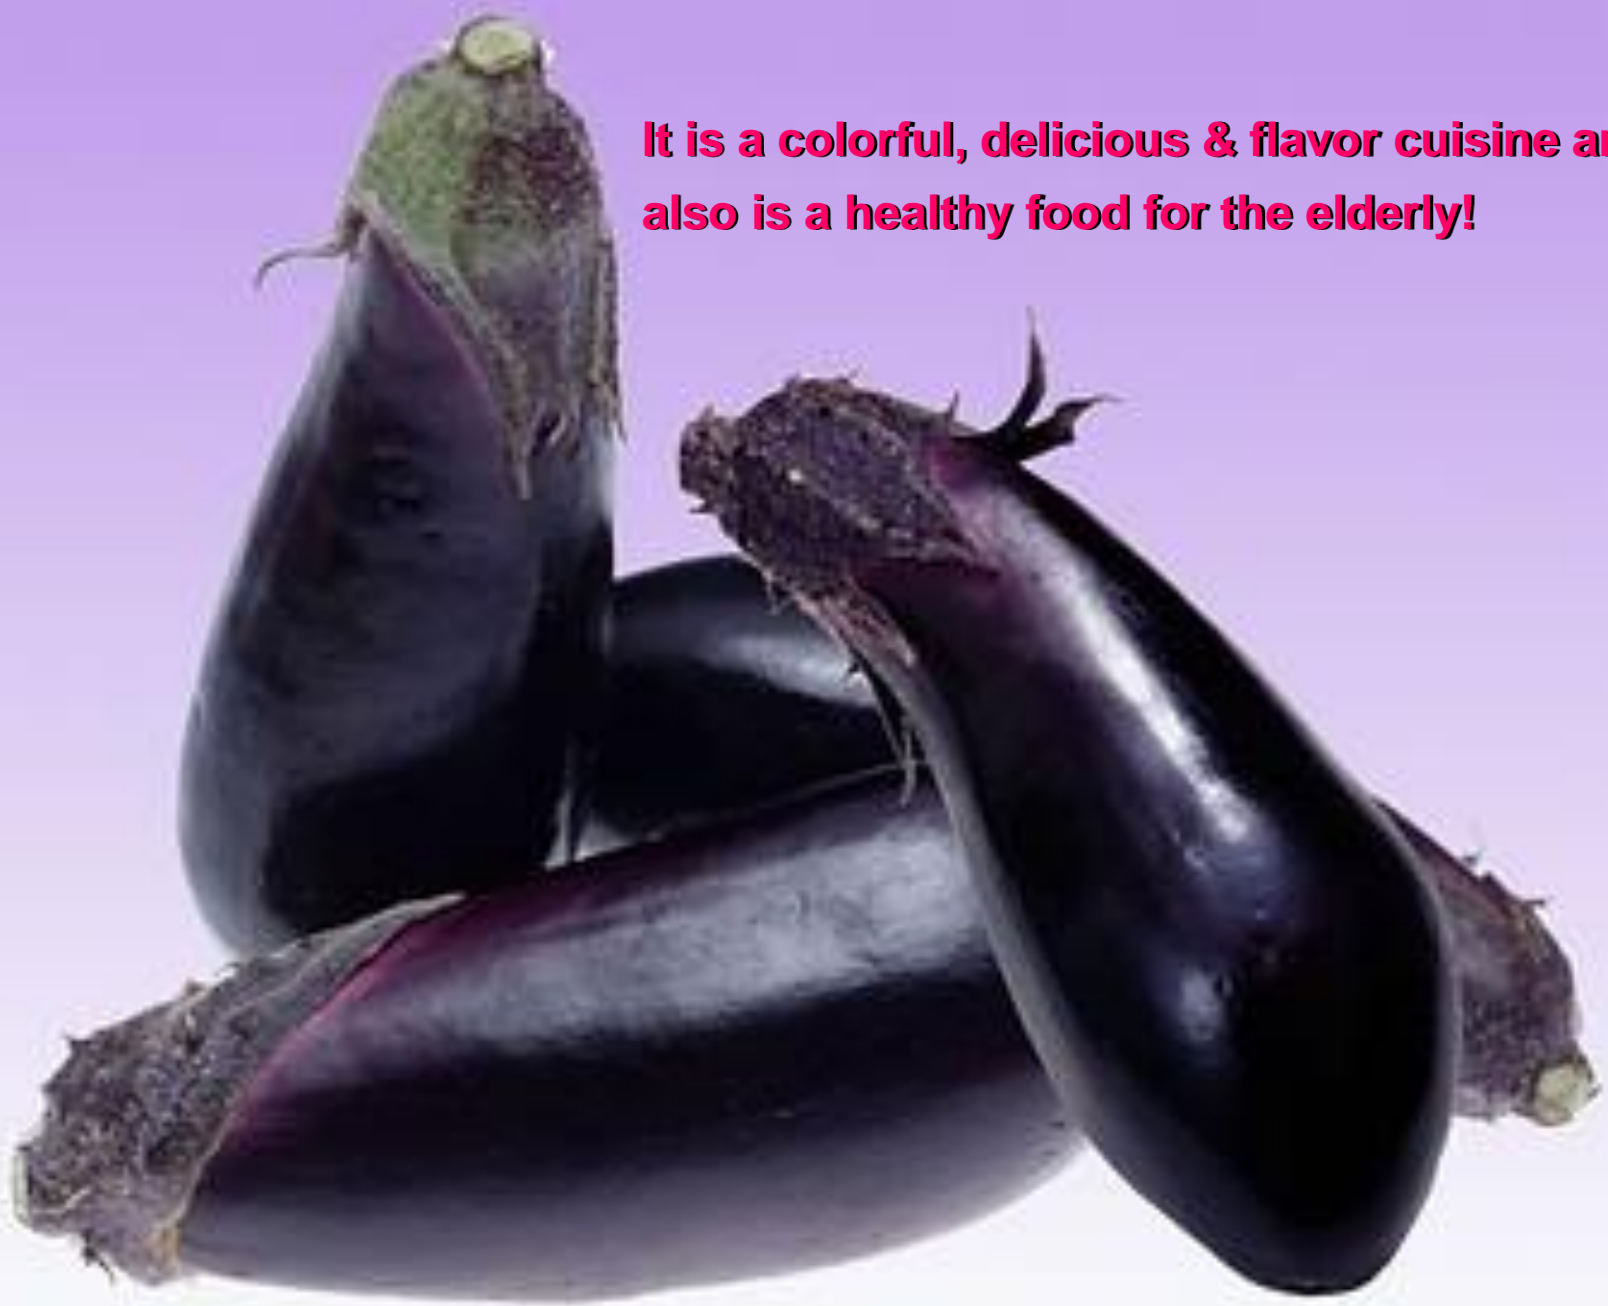 It is a colorful, delicious & flavor cuisine
also is a healthy food for the elderly!